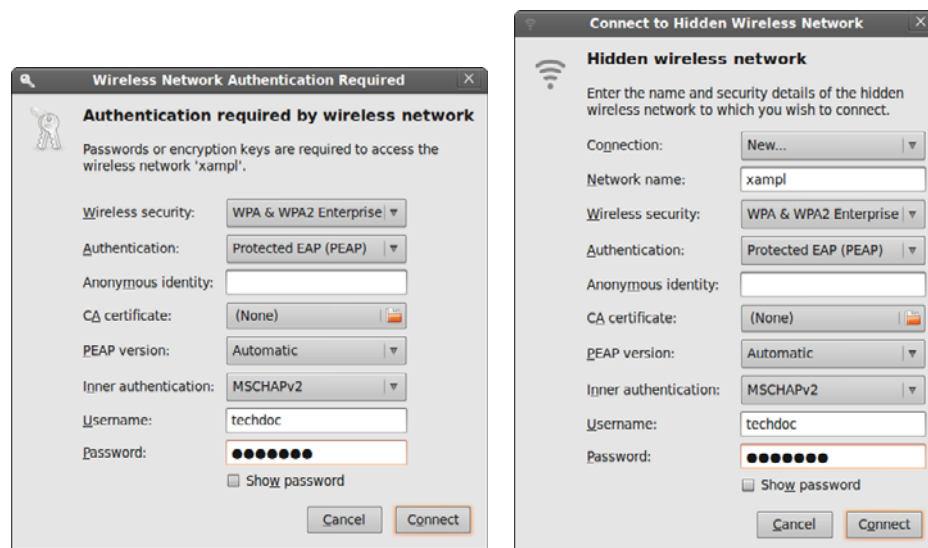 Wireless Network Authentication Required
Authentication required by wireless network
Passwords or encryption keys are required to access the
wireless network 'xampl'.
Wireless security: WPA & WPA2 Enterprise
Authentication: Protected EAP (PEAP)
Anonymous identity:
CA certificate: (None)
PEAP version: Automatic
Inner authentication: MSCHAPv2
Username: techdoc
Password: ●●●●●●●
Show password
Cancel Connect
Connect to Hidden Wireless Network
Hidden wireless network
Enter the name and security details of the hidden
wireless network to which you wish to connect.
Connection: New...
Network name: xampl
Wireless security: WPA & WPA2 Enterprise
Authentication: Protected EAP (PEAP)
Anonymous identity:
CA certificate: (None)
PEAP version: Automatic
Inner authentication: MSCHAPv2
Username: techdoc
Password: ●●●●●●●
Show password
Cancel Connect